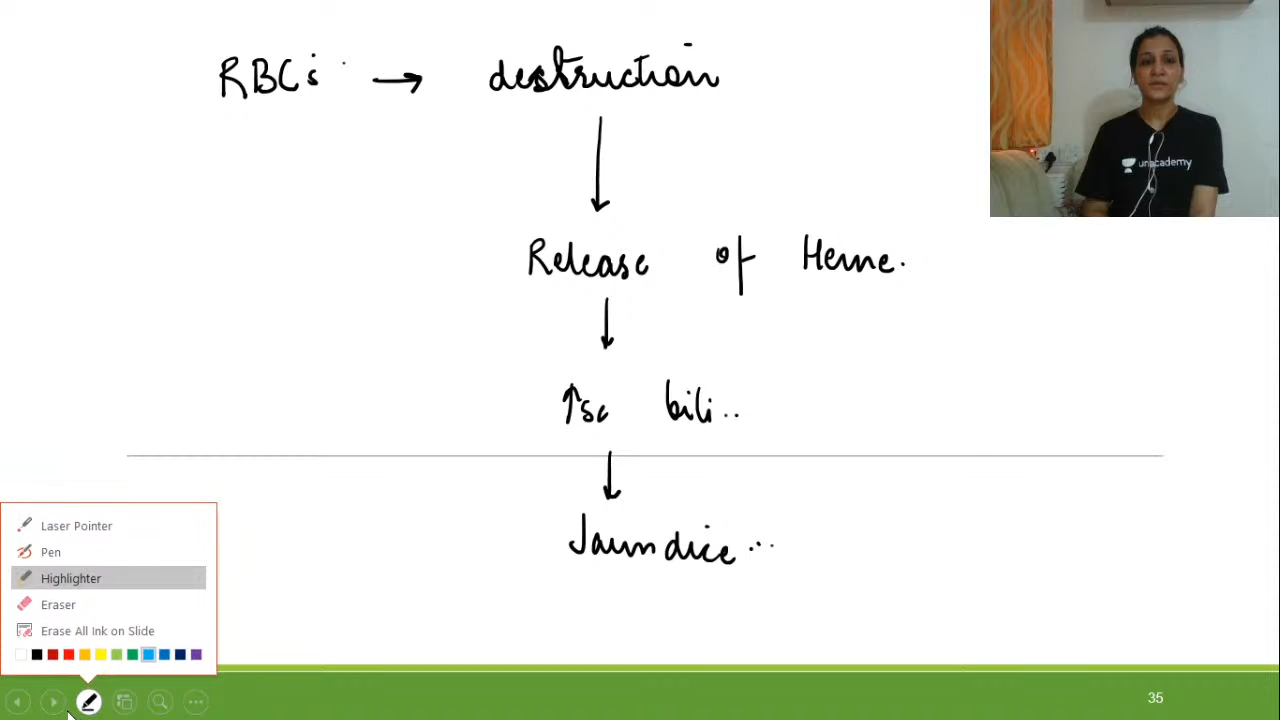 RBCs → destruction
unacademy
Release of Heme.
↑se bili..
Jaundice...
Laser Pointer
Pen
Highlighter
Eraser
Erase All Ink on Slide
35